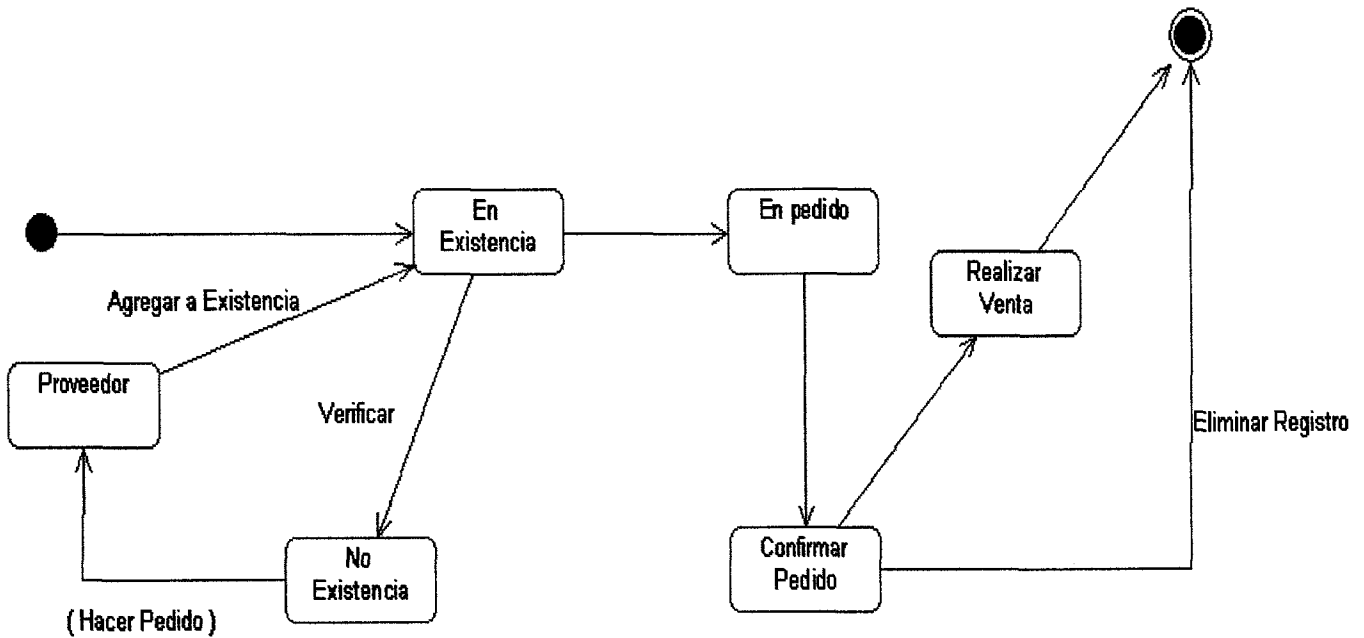 En
Existencia
En pedido
Realizar
Venta
Agregar a Existencia
Proveedor
Verificar
Eliminar Registro
No
Existencia
Confirmar
Pedido
( Hacer Pedido )